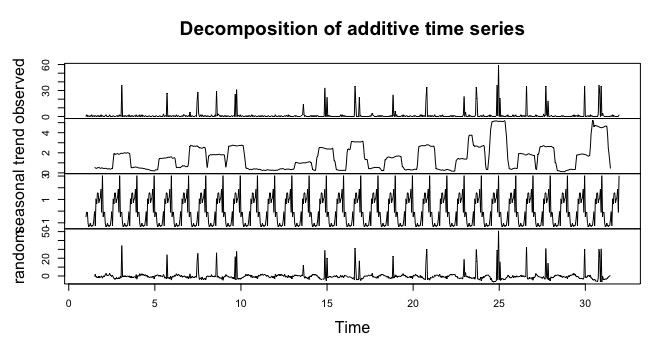 Decomposition of additive time series
observed
0 30 60
trend
2 4
seasonal
-1 1 3
random
0 20 50
0 5 10 15 20 25 30
Time